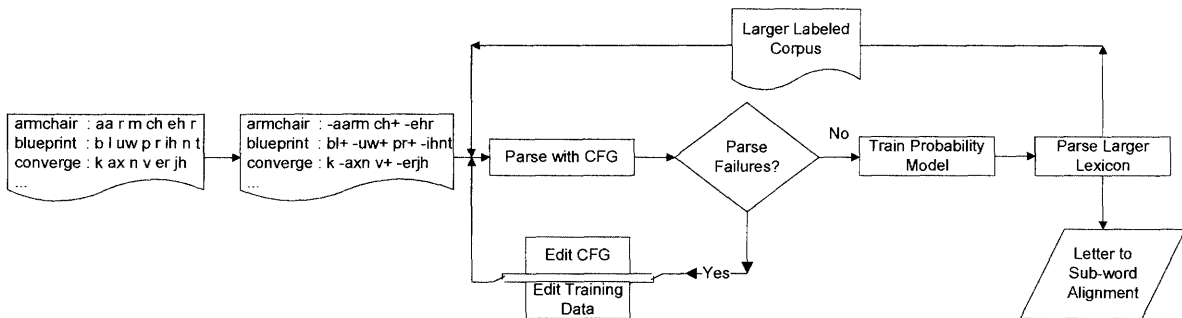 Larger Labeled
Corpus
armchair : aa r m ch eh r
blueprint : b l uw p r ih n t
converge : k ax n v er jh
...
armchair : -aarm ch+ -ehr
blueprint : bl+ -uw+ pr+ -ihnt
converge : k -axn v+ -erjh
...
Parse with CFG
Parse
Failures?
No
Train Probability
Model
Parse Larger
Lexicon
Edit CFG
Edit Training
Data
Yes
Letter to
Sub-word
Alignment